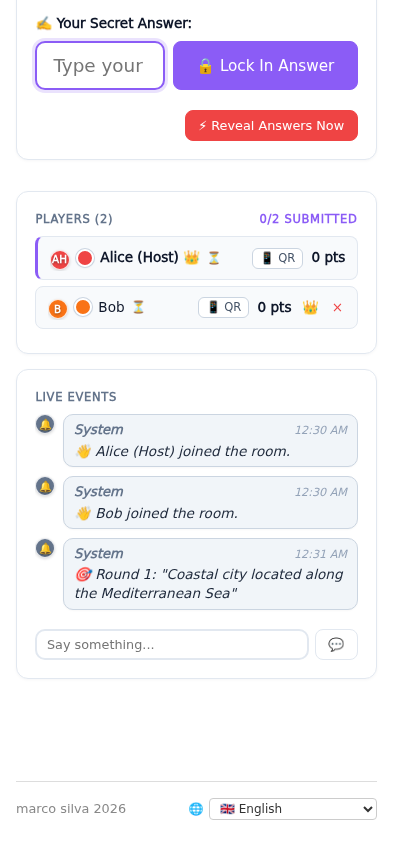 ✍️ Your Secret Answer:
Type your
🔒 Lock In Answer
⚡ Reveal Answers Now
PLAYERS (2)
0/2 SUBMITTED
AH Alice (Host) 👑 ⏳ 📱 QR 0 pts
B Bob ⏳ 📱 QR 0 pts 👑 ×
LIVE EVENTS
System 12:30 AM
👋 Alice (Host) joined the room.
System 12:30 AM
👋 Bob joined the room.
System 12:31 AM
🎯 Round 1: "Coastal city located along
the Mediterranean Sea"
Say something...
marco silva 2026
🌐 🇬🇧 English